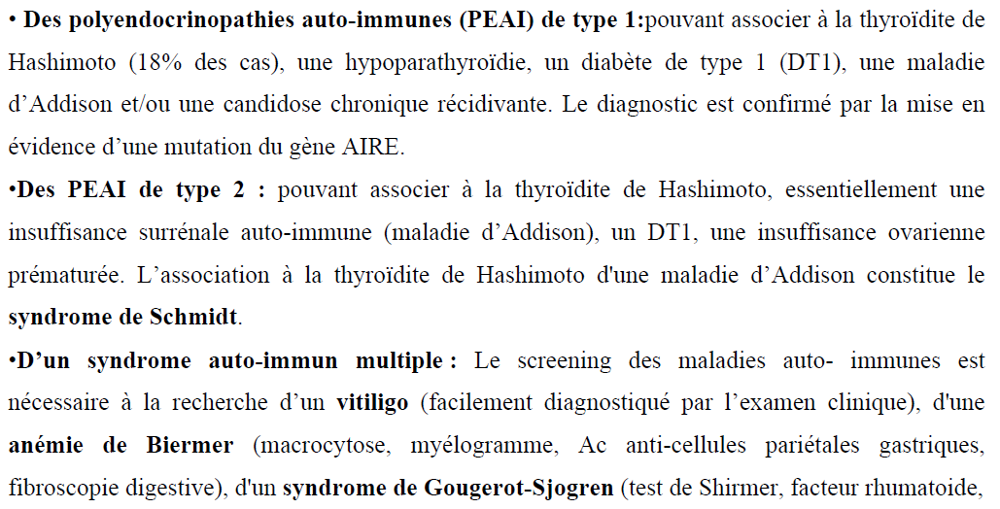 • Des polyendocrinopathies auto-immunes (PEAI) de type 1:pouvant associer à la thyroïdite de
Hashimoto (18% des cas), une hypoparathyroïdie, un diabète de type 1 (DT1), une maladie
d’Addison et/ou une candidose chronique récidivante. Le diagnostic est confirmé par la mise en
évidence d’une mutation du gène AIRE.
•Des PEAI de type 2 : pouvant associer à la thyroïdite de Hashimoto, essentiellement une
insuffisance surrénale auto-immune (maladie d’Addison), un DT1, une insuffisance ovarienne
prématurée. L’association à la thyroïdite de Hashimoto d'une maladie d’Addison constitue le
syndrome de Schmidt.
•D’un syndrome auto-immun multiple : Le screening des maladies auto- immunes est
nécessaire à la recherche d’un vitiligo (facilement diagnostiqué par l’examen clinique), d'une
anémie de Biermer (macrocytose, myélogramme, Ac anti-cellules pariétales gastriques,
fibroscopie digestive), d'un syndrome de Gougerot-Sjogren (test de Shirmer, facteur rhumatoide,